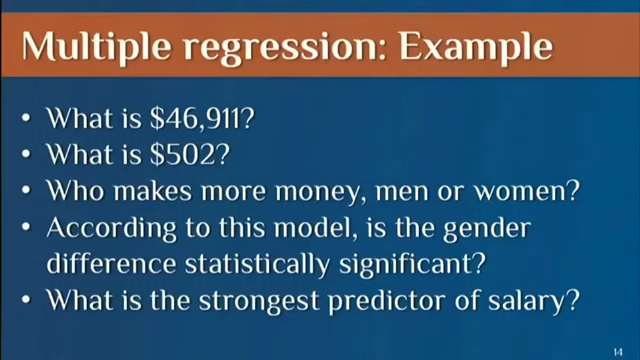 Multiple regression: Example
• What is $46,911?
• What is $502?
• Who makes more money, men or women?
• According to this model, is the gender
difference statistically significant?
• What is the strongest predictor of salary?
14